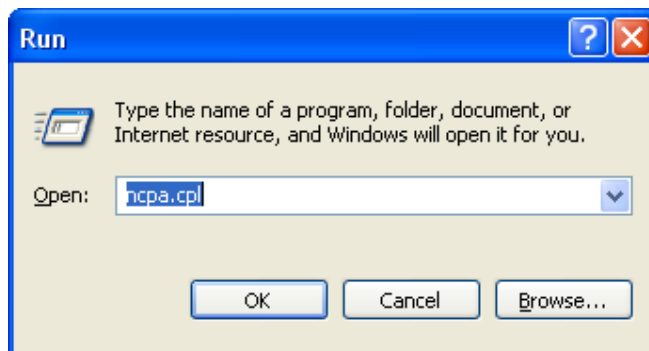 Run
Type the name of a program, folder, document, or
Internet resource, and Windows will open it for you.
Open: ncpa.cpl
OK Cancel Browse...